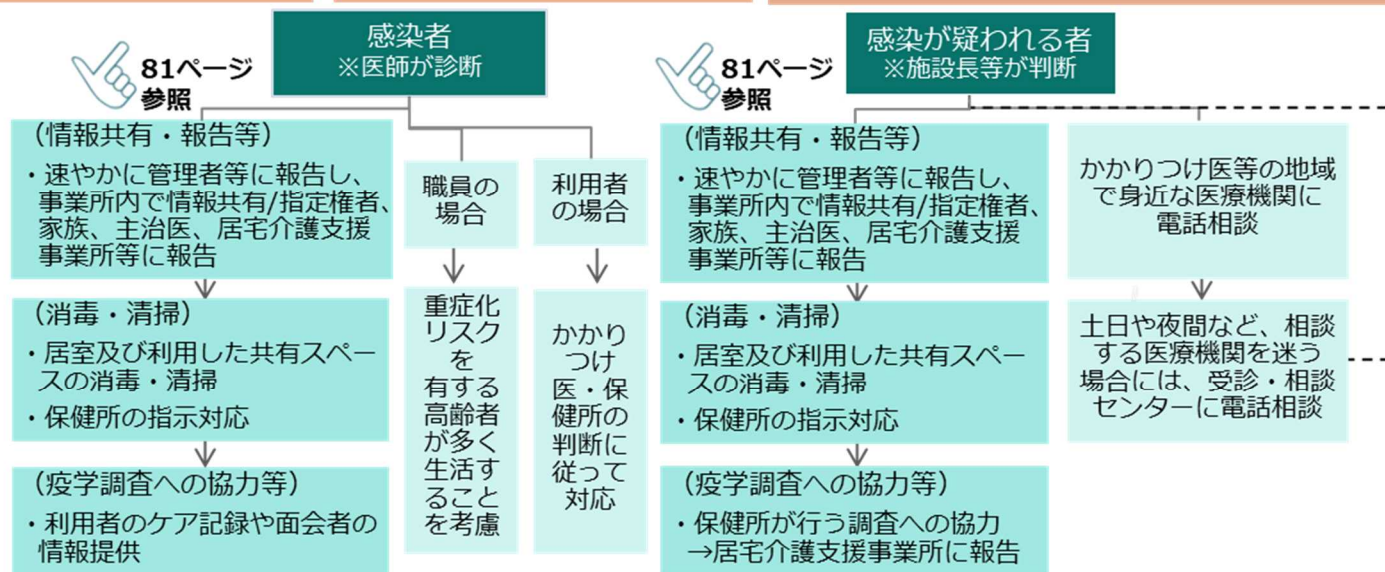 感染者
※医師が診断
81ページ
参照
(情報共有・報告等)
・速やかに管理者等に報告し、
事業所内で情報共有/指定権者、
家族、主治医、居宅介護支援
事業所等に報告
(消毒・清掃)
・居室及び利用した共有スペー
スの消毒・清掃
・保健所の指示対応
(疫学調査への協力等)
・利用者のケア記録や面会者の
情報提供
職員の
場合
重症化
リスク
を
有する
高齢者
が多く
生活す
ること
を考慮
利用者
の場合
かかり
つけ
医・保
健所の
判断に
従って
対応
感染が疑われる者
※施設長等が判断
81ページ
参照
(情報共有・報告等)
・速やかに管理者等に報告し、
事業所内で情報共有/指定権者、
家族、主治医、居宅介護支援
事業所等に報告
(消毒・清掃)
・居室及び利用した共有スペー
スの消毒・清掃
・保健所の指示対応
(疫学調査への協力等)
・保健所が行う調査への協力
→居宅介護支援事業所に報告
かかりつけ医等の地域
で身近な医療機関に
電話相談
土日や夜間など、相談
する医療機関を迷う
場合には、受診・相談
センターに電話相談